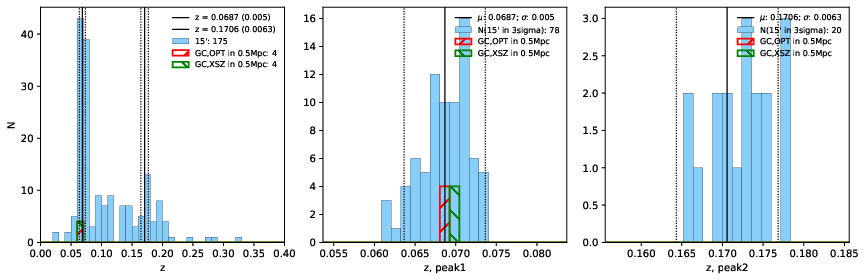 z = 0.0687 (0.005)
z = 0.1706 (0.0063)
15': 175
GC,OPT in 0.5Mpc: 4
GC,XSZ in 0.5Mpc: 4
N
40
30
20
10
0
0.00 0.05 0.10 0.15 0.20 0.25 0.30 0.35 0.40
z
μ: 0.0687; σ: 0.005
N(15' in 3sigma): 78
GC,OPT in 0.5Mpc
GC,XSZ in 0.5Mpc
16
14
12
10
8
6
4
2
0
0.055 0.060 0.065 0.070 0.075 0.080
z, peak1
μ: 0.1706; σ: 0.0063
N(15' in 3sigma): 20
GC,OPT in 0.5Mpc
GC,XSZ in 0.5Mpc
3.0
2.5
2.0
1.5
1.0
0.5
0.0
0.160 0.165 0.170 0.175 0.180 0.185
z, peak2